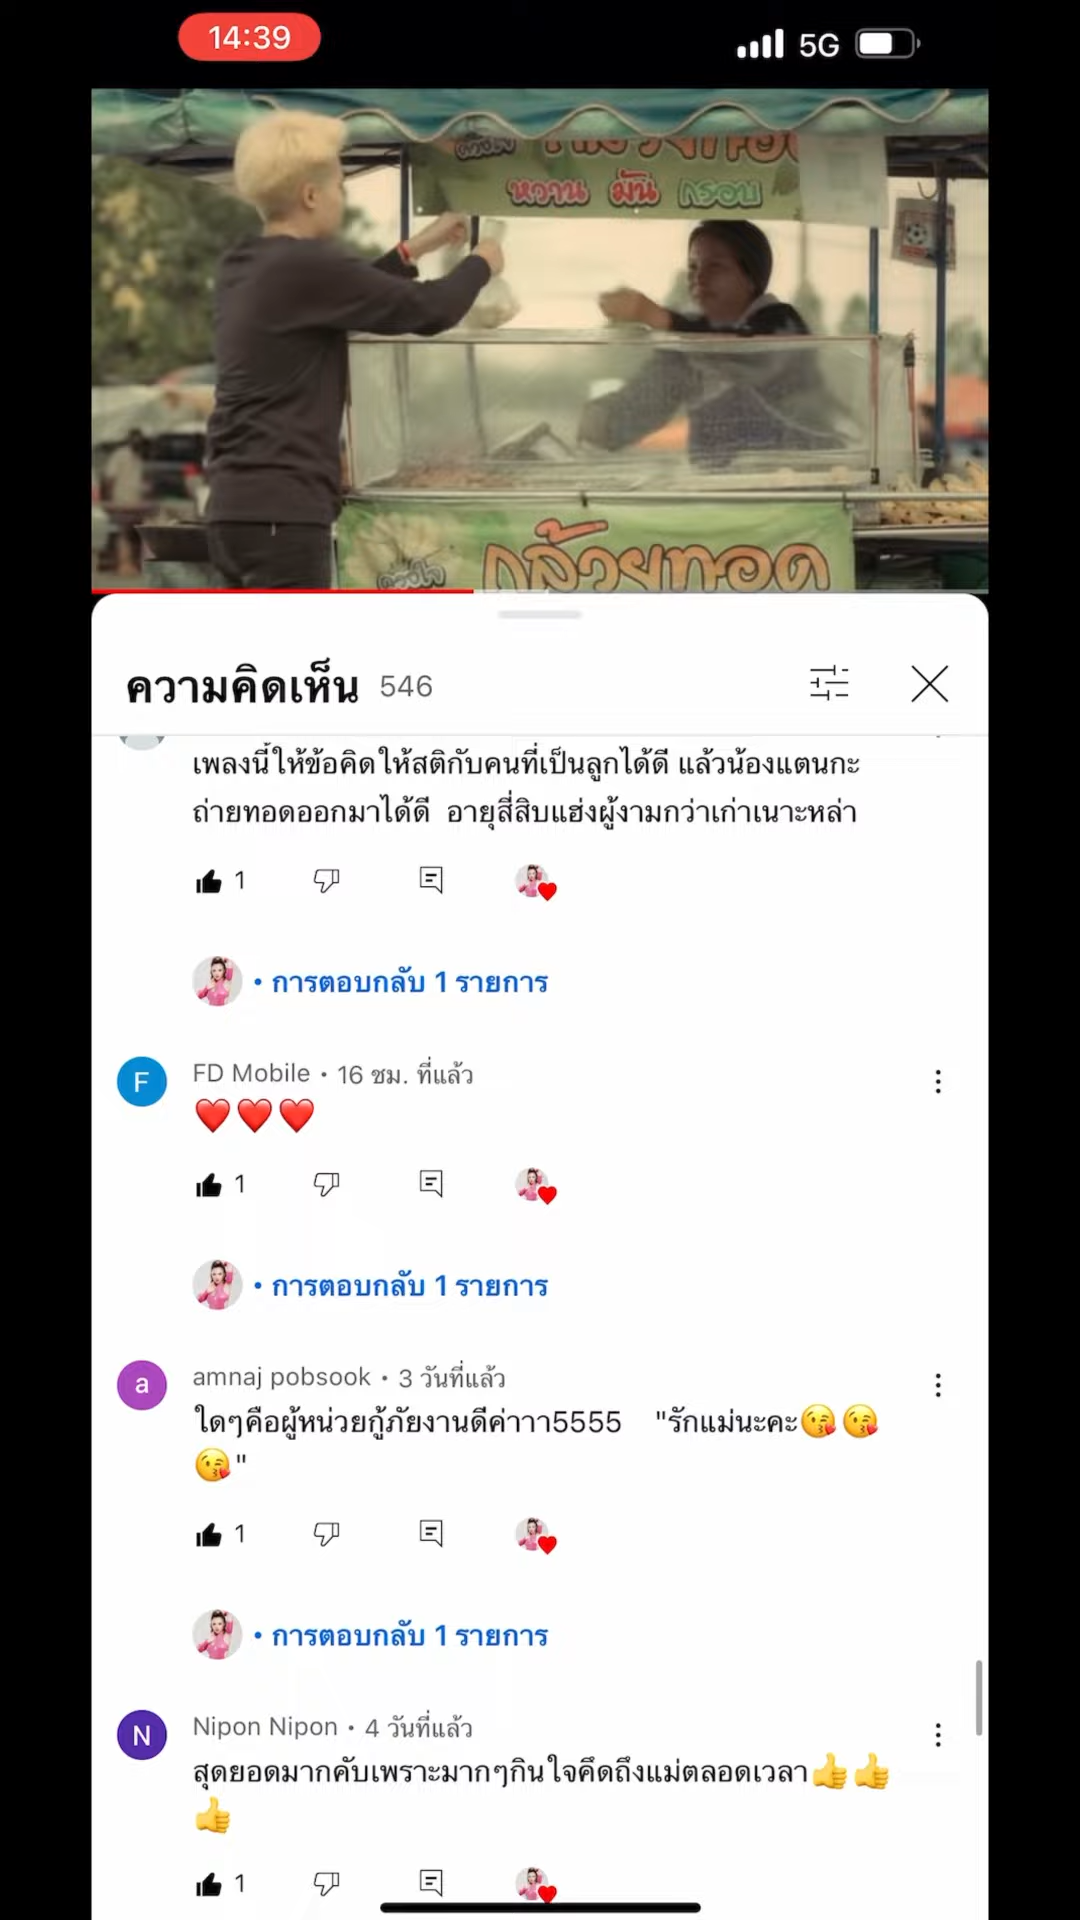 14:39
5G
หวาน มัน กรอบ
กล้วยทอด
ความคิดเห็น 546
เพลงนี้ให้ข้อคิดให้สติกับคนที่เป็นลูกได้ดี แล้วน้องแตนกะ
ถ่ายทอดออกมาได้ดี อายุสี่สิบแฮ่งผู้งามกว่าเก่าเนาะหล่า
1
• การตอบกลับ 1 รายการ
F
FD Mobile • 16 ชม. ที่แล้ว
❤️❤️❤️
1
• การตอบกลับ 1 รายการ
a
amnaj pobsook • 3 วันที่แล้ว
ใดๆคือผู้หน่วยกู้ภัยงานดีค่าาา5555 "รักแม่นะคะ😘😘
😘"
1
• การตอบกลับ 1 รายการ
N
Nipon Nipon • 4 วันที่แล้ว
สุดยอดมากคับเพราะมากๆกินใจคึดถึงแม่ตลอดเวลา👍👍
👍
1